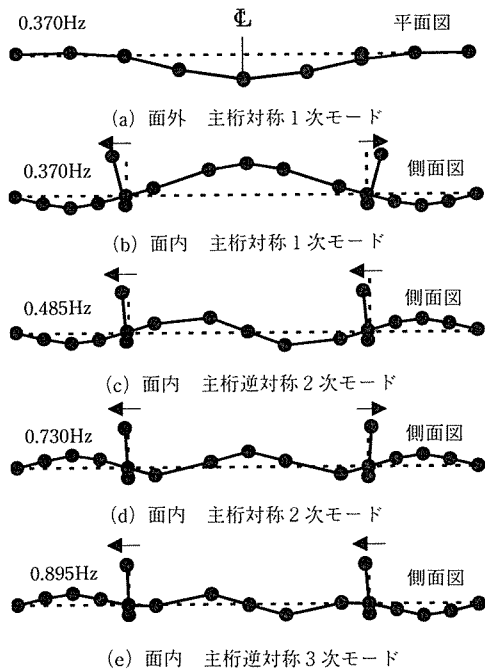 ℄
0.370Hz
平面図
(a) 面外 主桁対称1次モード
0.370Hz
側面図
(b) 面内 主桁対称1次モード
0.485Hz
側面図
(c) 面内 主桁逆対称2次モード
0.730Hz
側面図
(d) 面内 主桁対称2次モード
0.895Hz
側面図
(e) 面内 主桁逆対称3次モード